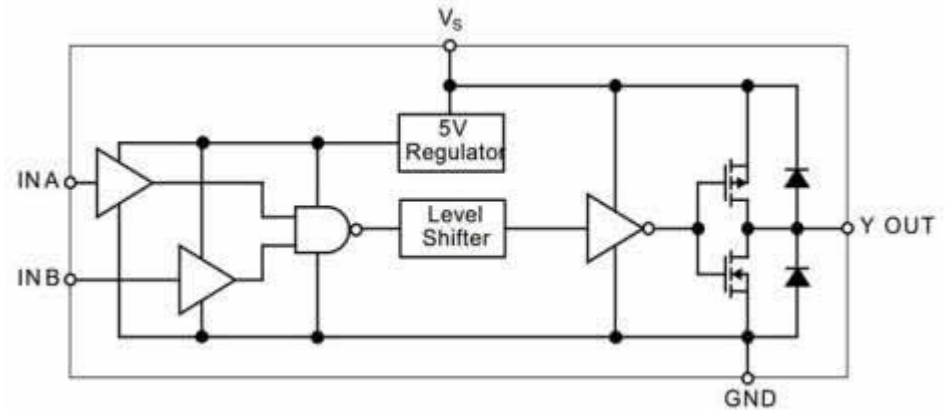 VS
5V
Regulator
INA
Level
Shifter
Y OUT
INB
GND